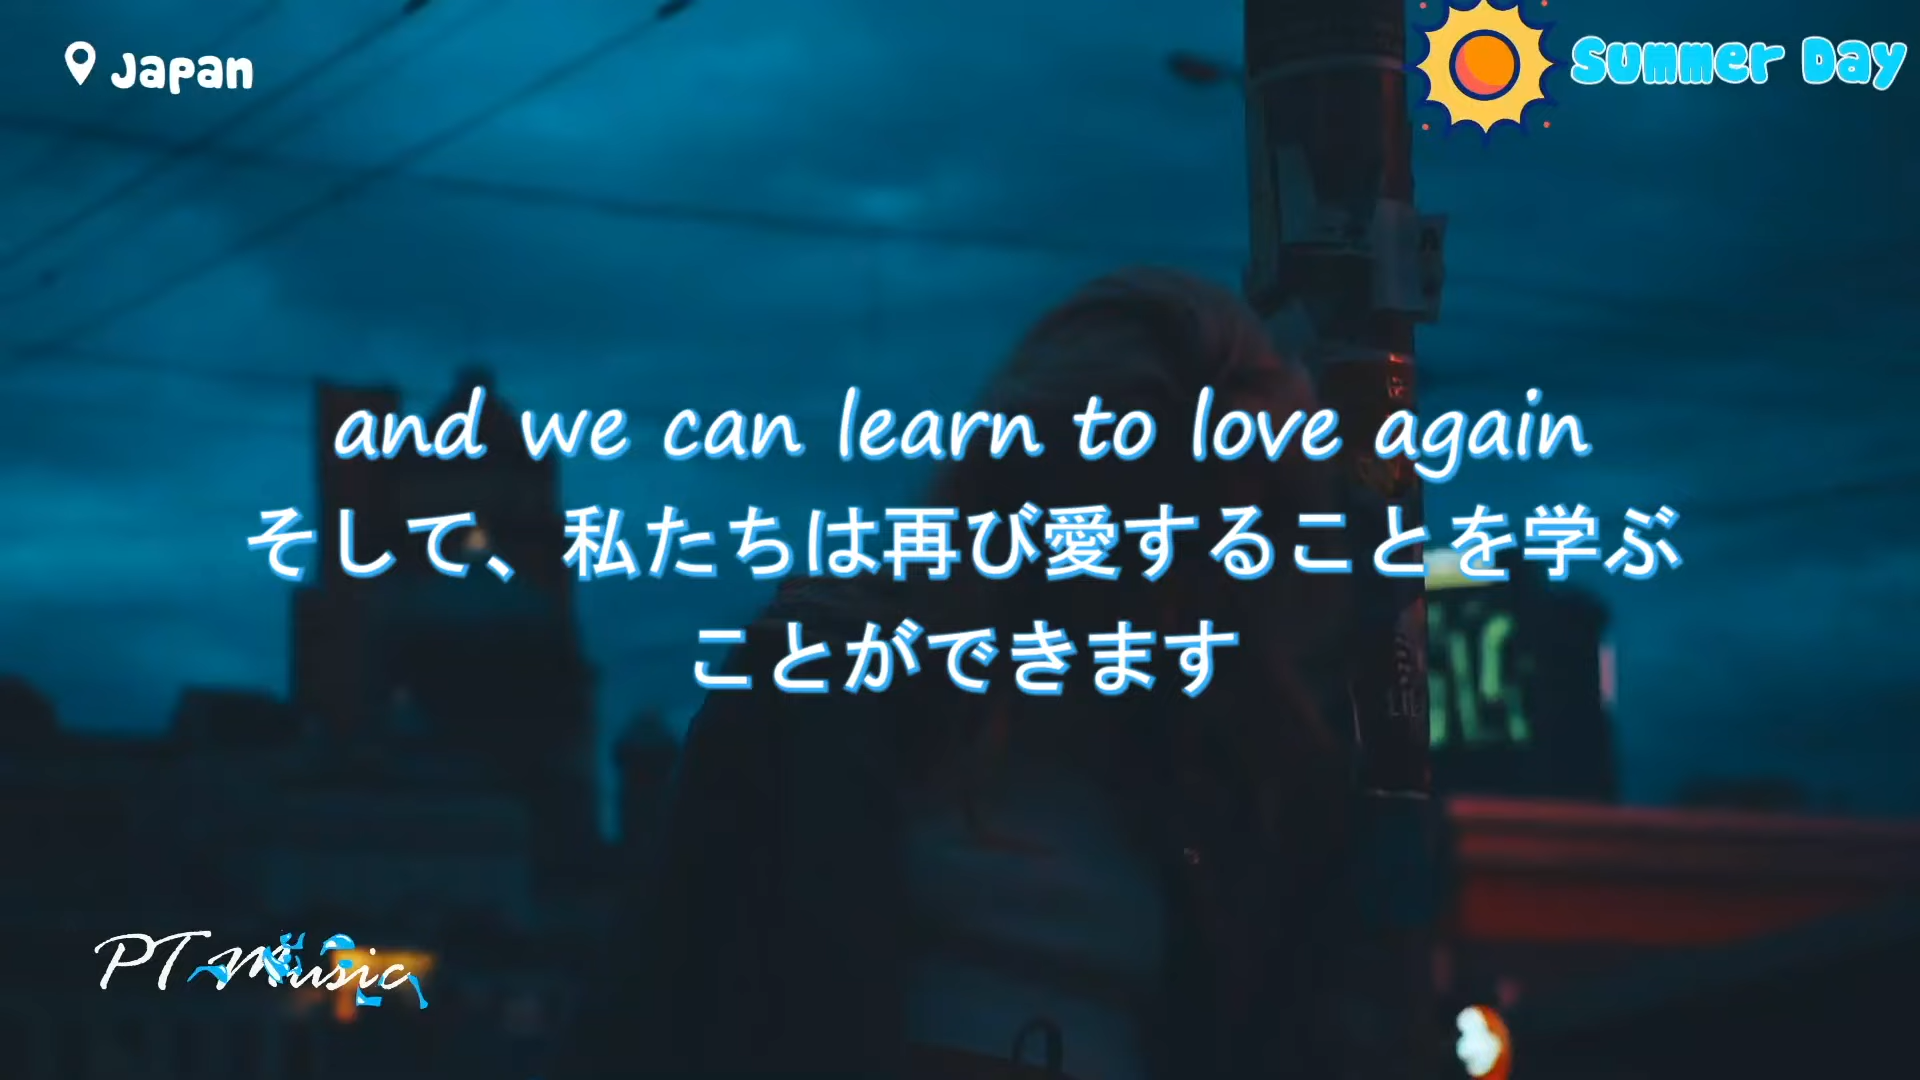 Japan
Summer Day
and we can learn to love again
そして、私たちは再び愛することを学ぶ
ことができます
PT Music